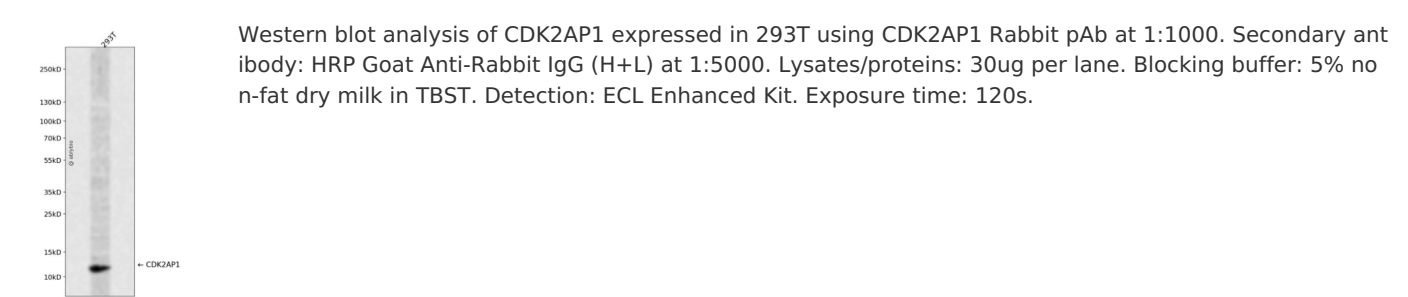 293T
Western blot analysis of CDK2AP1 expressed in 293T using CDK2AP1 Rabbit pAb at 1:1000. Secondary ant
ibody: HRP Goat Anti-Rabbit IgG (H+L) at 1:5000. Lysates/proteins: 30ug per lane. Blocking buffer: 5% no
n-fat dry milk in TBST. Detection: ECL Enhanced Kit. Exposure time: 120s.
250kD
130kD
100kD
70kD
55kD
35kD
25kD
15kD
← CDK2AP1
10kD